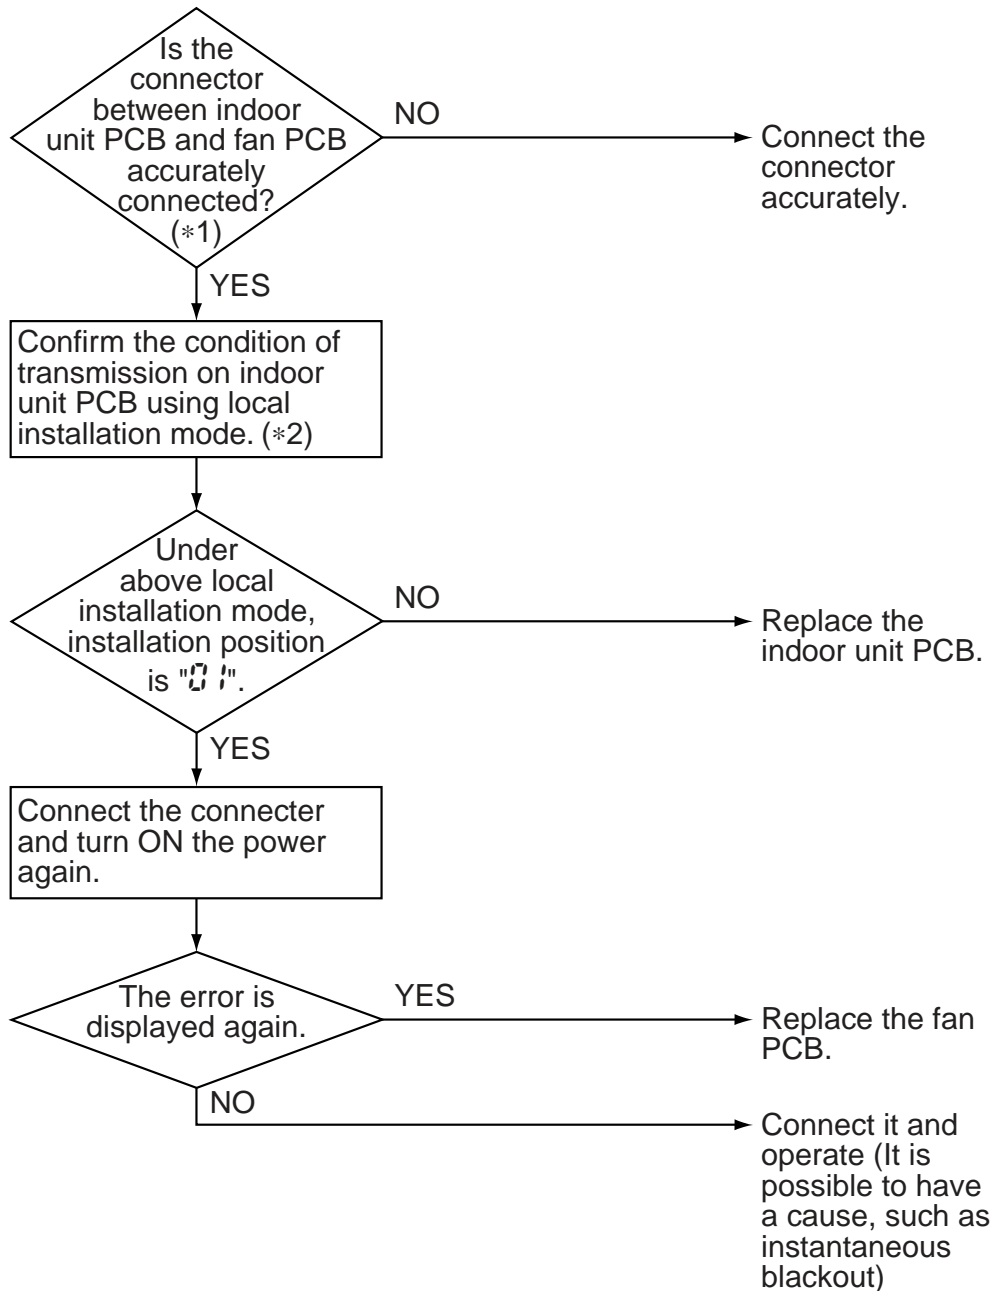 Is the
connector
between indoor
unit PCB and fan PCB
accurately
connected?
(*1)
NO
Connect the
connector
accurately.
YES
Confirm the condition of
transmission on indoor
unit PCB using local
installation mode. (*2)
Under
above local
installation mode,
installation position
is "01".
NO
Replace the
indoor unit PCB.
YES
Connect the connecter
and turn ON the power
again.
The error is
displayed again.
YES
Replace the fan
PCB.
NO
Connect it and
operate (It is
possible to have
a cause, such as
instantaneous
blackout)